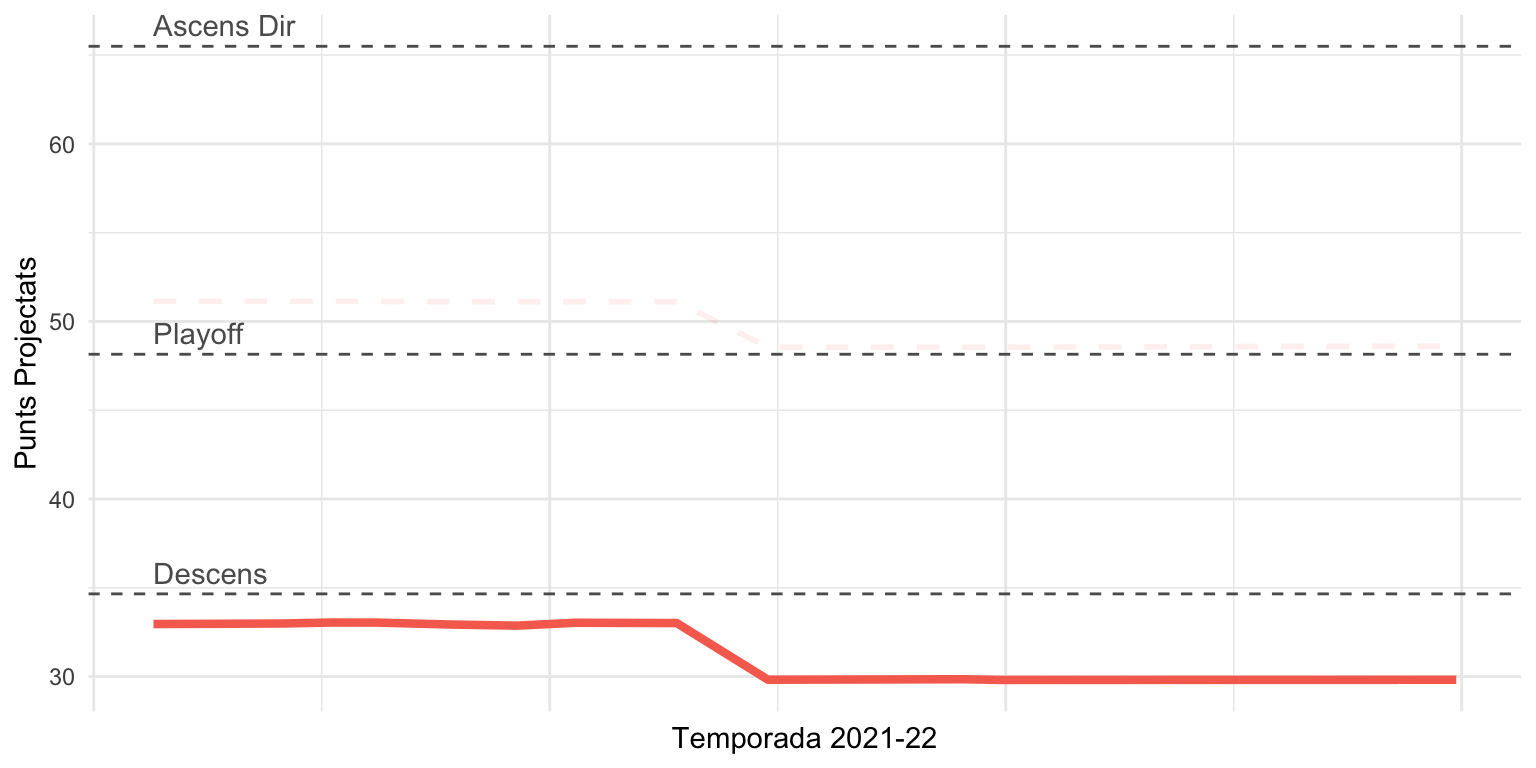 Ascens Dir
60
50
Playoff
40
Descens
30
Punts Projectats
Temporada 2021-22